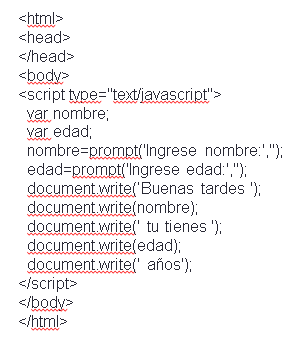 <html>
<head>
</head>
<body>
<script type="text/javascript">
var nombre;
var edad;
nombre=prompt('Ingrese nombre:','');
edad=prompt('Ingrese edad:','');
document.write('Buenas tardes ');
document.write(nombre);
document.write(' tu tienes ');
document.write(edad);
document.write(' años');
</script>
</body>
</html>